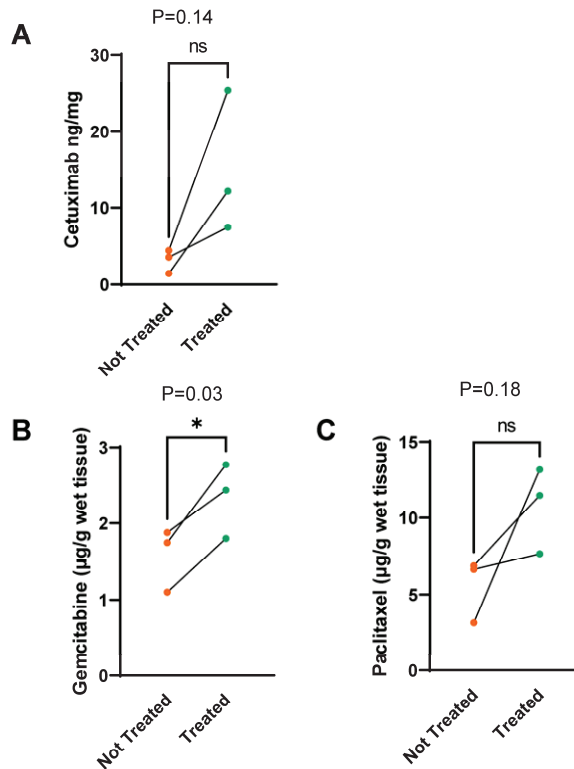 A
P=0.14
ns
30
20
10
0
Cetuximab ng/mg
Not Treated
Treated
B
P=0.03
*
3
2
1
0
Gemcitabine (µg/g wet tissue)
Not Treated
Treated
C
P=0.18
ns
15
10
5
0
Paclitaxel (µg/g wet tissue)
Not Treated
Treated